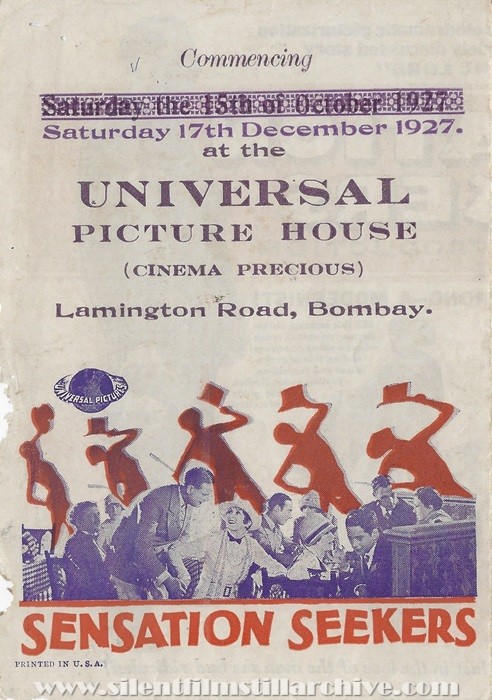 Commencing
Saturday the 15th of October 1927
Saturday 17th December 1927.
at the
UNIVERSAL
PICTURE HOUSE
(CINEMA PRECIOUS)
Lamington Road, Bombay.
UNIVERSAL PICTURES
SENSATION SEEKERS
PRINTED IN U.S.A.
www.silentfilmstillarchive.com